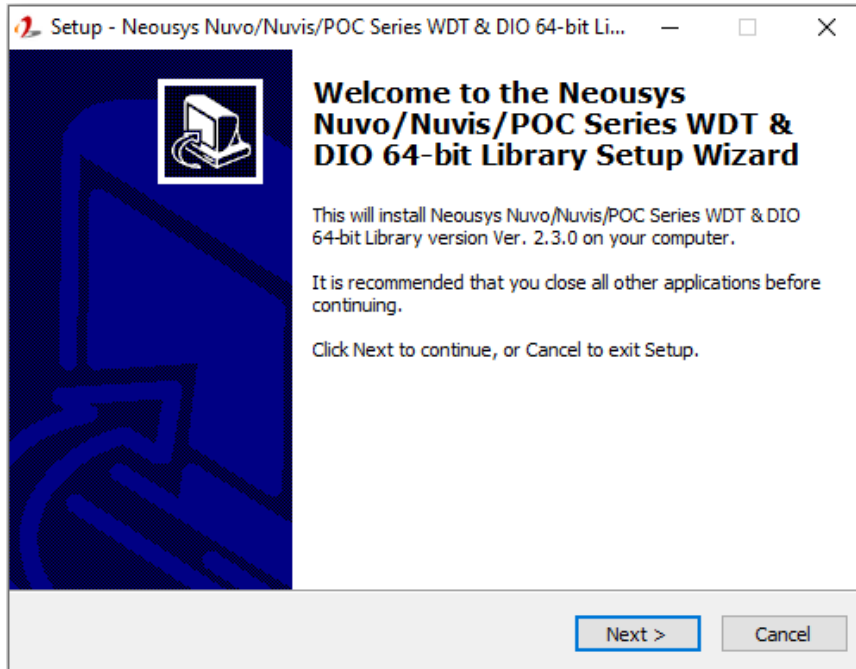 Setup - Neousys Nuvo/Nuvis/POC Series WDT & DIO 64-bit Li...
Welcome to the Neousys
Nuvo/Nuvis/POC Series WDT &
DIO 64-bit Library Setup Wizard
This will install Neousys Nuvo/Nuvis/POC Series WDT & DIO
64-bit Library version Ver. 2.3.0 on your computer.
It is recommended that you close all other applications before
continuing.
Click Next to continue, or Cancel to exit Setup.
Next >
Cancel